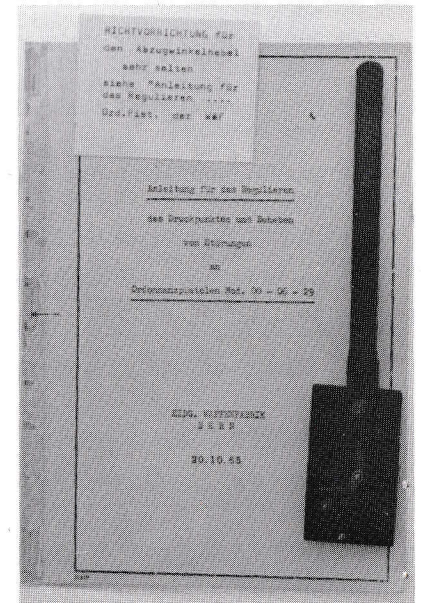 RICHTVORRICHTUNG für
den Abzugwinkelhebel
sehr selten
siehe "Anleitung für
das Regulieren ....
Ord.Pist. der W+F
Anleitung für das Regulieren
des Druckpunktes und Beheben
von Störungen
an
Ordonnanzpistolen Mod. 00 - 06 - 29
EIDG. WAFFENFABRIK
BERN
20.10.65